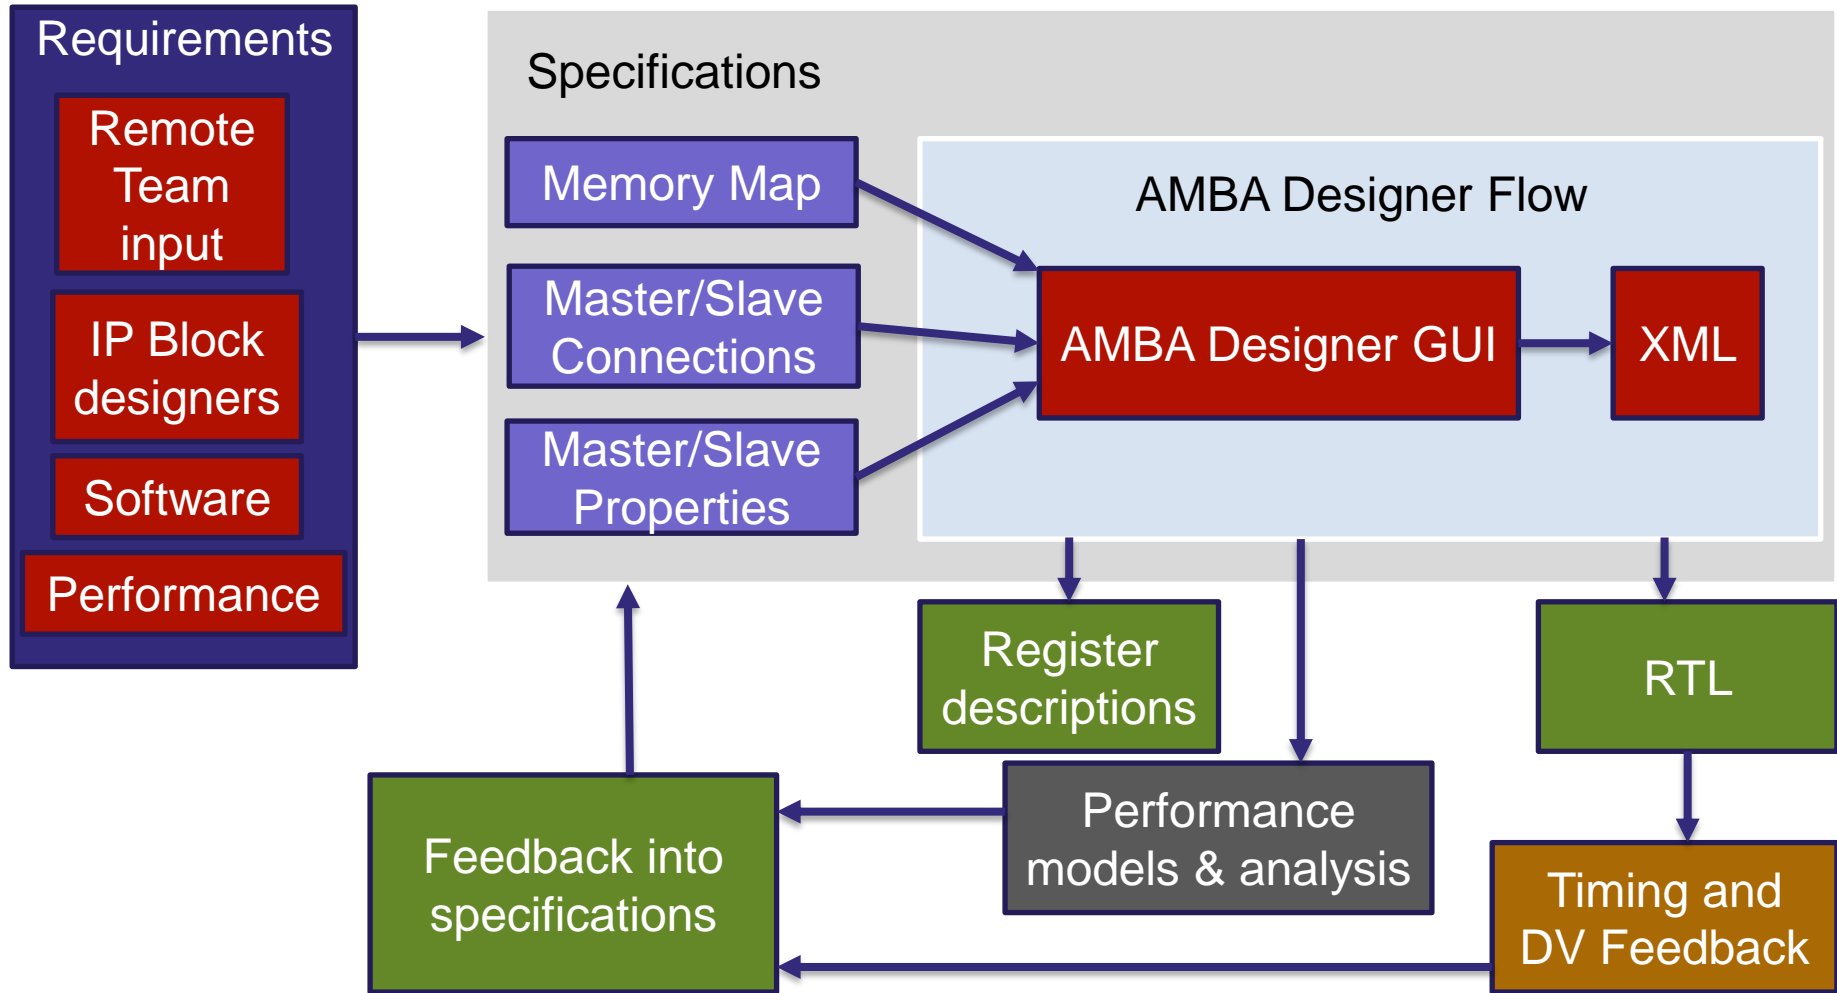 Requirements
Remote
Team
input
IP Block
designers
Software
Performance
Specifications
Memory Map
Master/Slave
Connections
Master/Slave
Properties
AMBA Designer Flow
AMBA Designer GUI
XML
Register
descriptions
RTL
Performance
models & analysis
Feedback into
specifications
Timing and
DV Feedback